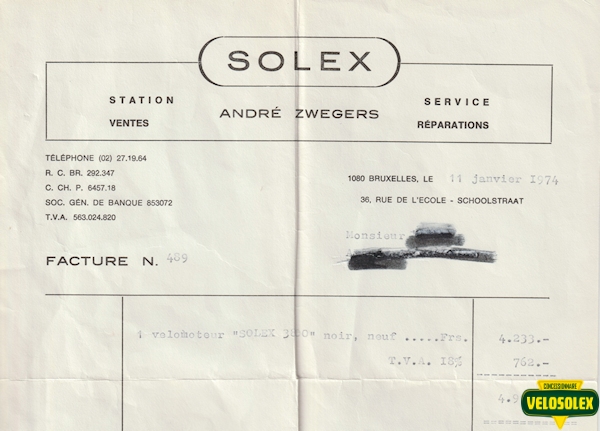 SOLEX
STATION
VENTES
ANDRÉ ZWEGERS
SERVICE
RÉPARATIONS
TÉLÉPHONE (02) 27.19.64
R. C. BR. 292.347
C. CH. P. 6457.18
SOC. GÉN. DE BANQUE 853072
T.V.A. 563.024.820
1080 BRUXELLES, LE 11 janvier 1974
36, RUE DE L'ECOLE - SCHOOLSTRAAT
Monsieur
FACTURE N. 489
1 velomoteur "SOLEX" noir, neuf .....Frs. 4.233.-
T.V.A. 18% 762.-
CONCESSIONNAIRE
VELOSOLEX